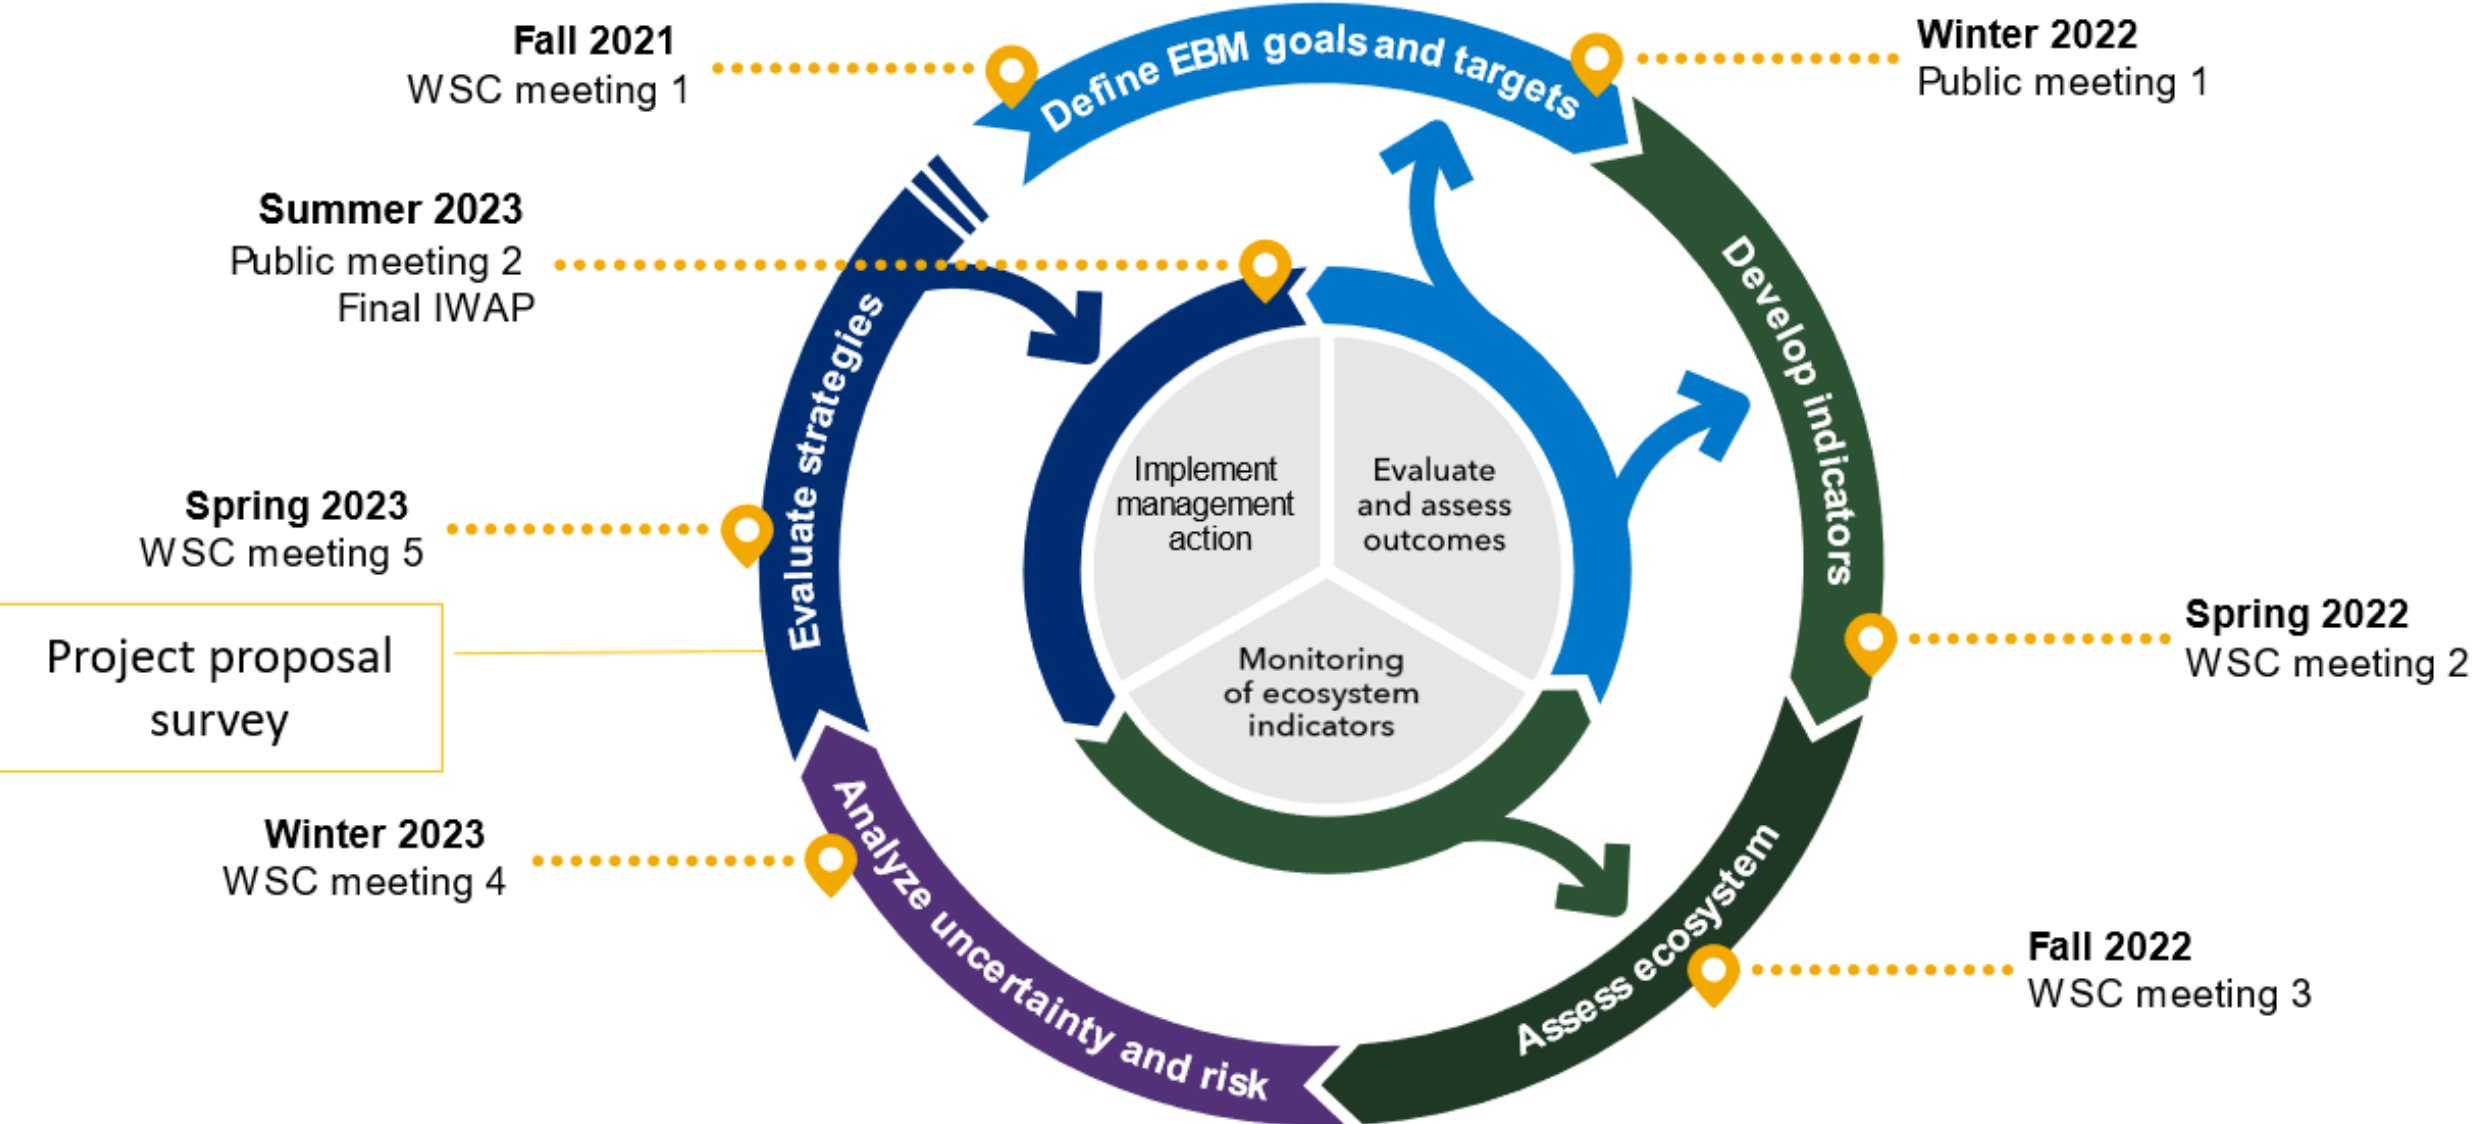 Fall 2021
WSC meeting 1
Define EBM goals and targets
Winter 2022
Public meeting 1
Summer 2023
Public meeting 2
Final IWAP
Develop indicators
Evaluate strategies
Implement
management
action
Evaluate
and assess
outcomes
Spring 2023
WSC meeting 5
Spring 2022
WSC meeting 2
Project proposal
survey
Monitoring
of ecosystem
indicators
Winter 2023
WSC meeting 4
Analyze uncertainty and risk
Assess ecosystem
Fall 2022
WSC meeting 3